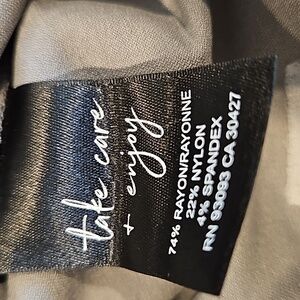 take care
+ enjoy
74% RAYON/RAYONNE
22% NYLON
4% SPANDEX
RN 93093 CA 30427